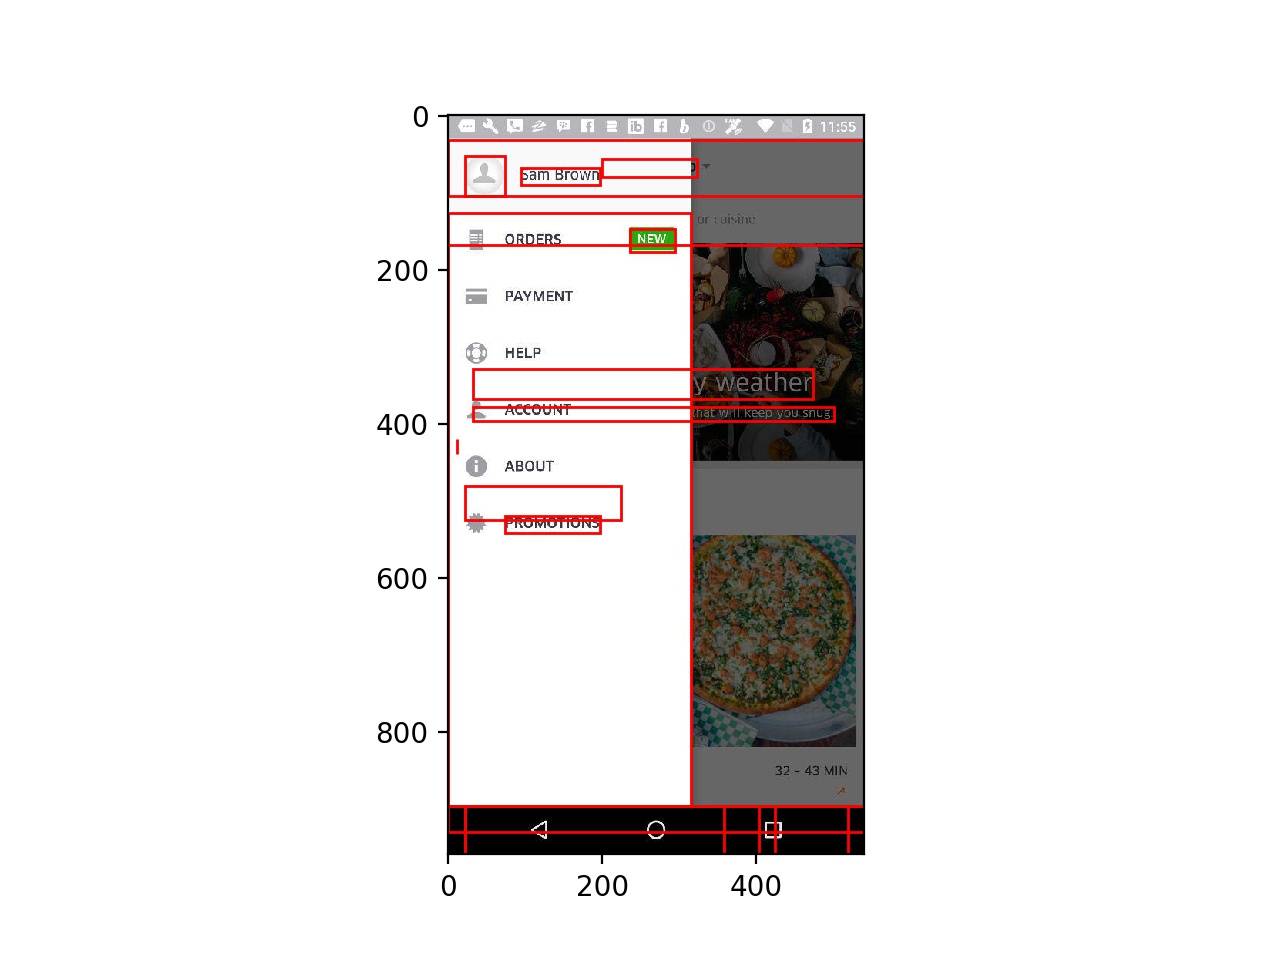 0
200
400
600
800
0 200 400
11:55
Sam Brown
or cuisine
ORDERS NEW
PAYMENT
HELP
y weather
ACCOUNT
that will keep you snug
ABOUT
PROMOTIONS
32 - 43 MIN